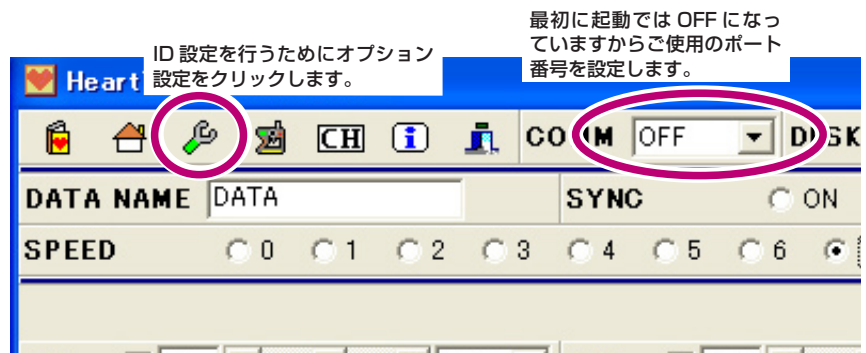 最初に起動では OFF になっ
ていますからご使用のポート
番号を設定します。
ID 設定を行うためにオプション
設定をクリックします。
Heart
CH i COMM OFF DISK
DATA NAME DATA SYNC ON
SPEED 0 1 2 3 4 5 6